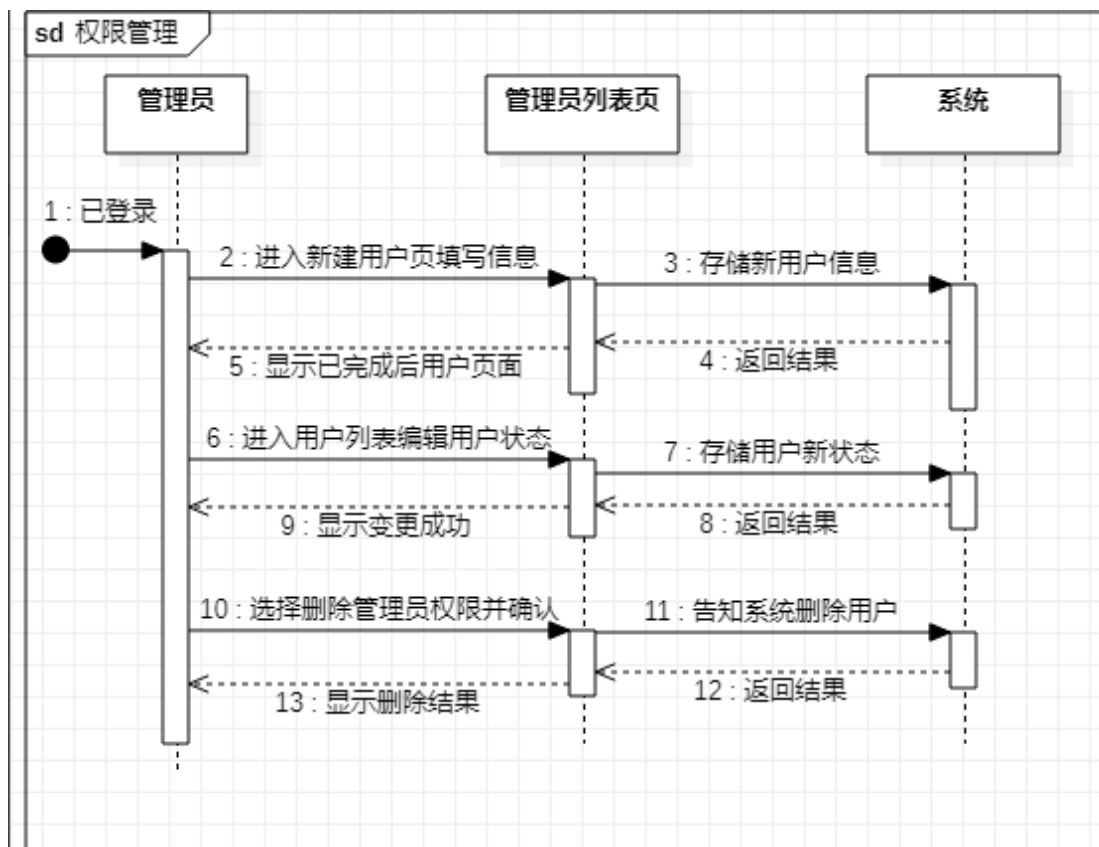 sd 权限管理
管理员
管理员列表页
系统
1 : 已登录
2 : 进入新建用户页填写信息
3 : 存储新用户信息
4 : 返回结果
5 : 显示已完成后用户页面
6 : 进入用户列表编辑用户状态
7 : 存储用户新状态
8 : 返回结果
9 : 显示变更成功
10 : 选择删除管理员权限并确认
11 : 告知系统删除用户
12 : 返回结果
13 : 显示删除结果